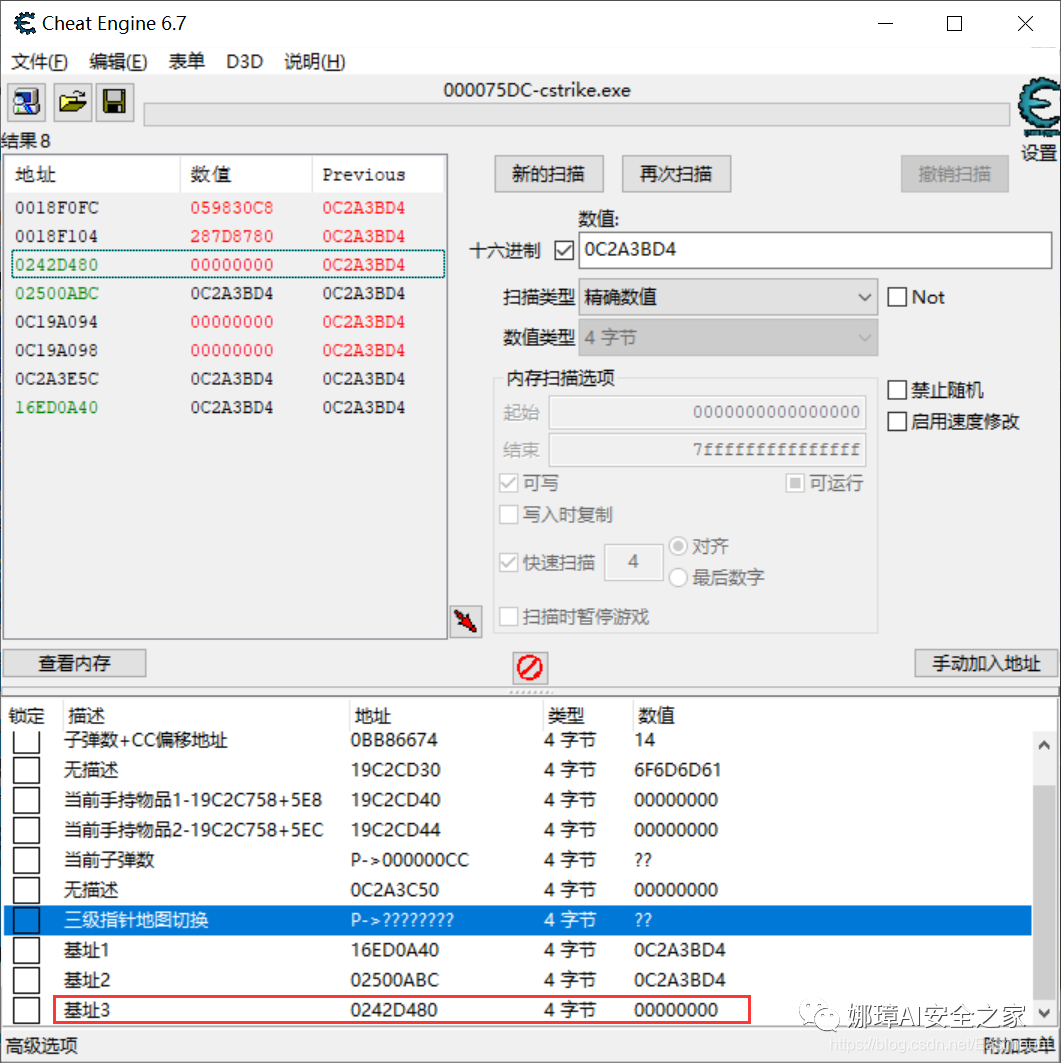 Cheat Engine 6.7
文件(F) 编辑(E) 表单 D3D 说明(H)
000075DC-cstrike.exe
设置
结果 8
地址 数值 Previous
0018F0FC 059830C8 0C2A3BD4
0018F104 287D8780 0C2A3BD4
0242D480 00000000 0C2A3BD4
02500ABC 0C2A3BD4 0C2A3BD4
0C19A094 00000000 0C2A3BD4
0C19A098 00000000 0C2A3BD4
0C2A3E5C 0C2A3BD4 0C2A3BD4
16ED0A40 0C2A3BD4 0C2A3BD4
新的扫描 再次扫描 撤销扫描
数值:
十六进制 0C2A3BD4
扫描类型 精确数值 Not
数值类型 4 字节
内存扫描选项
起始 0000000000000000
结束 7fffffffffffffff
可写 可运行
写入时复制
快速扫描 4 对齐
最后数字
扫描时暂停游戏
禁止随机
启用速度修改
查看内存 手动加入地址
锁定 描述 地址 类型 数值
子弹数+CC偏移地址 0BB86674 4 字节 14
无描述 19C2CD30 4 字节 6F6D6D61
当前手持物品1-19C2C758+5E8 19C2CD40 4 字节 00000000
当前手持物品2-19C2C758+5EC 19C2CD44 4 字节 00000000
当前子弹数 P->000000CC 4 字节 ??
无描述 0C2A3C50 4 字节 00000000
三级指针地图切换 P->???????? 4 字节 ??
基址1 16ED0A40 4 字节 0C2A3BD4
基址2 02500ABC 4 字节 0C2A3BD4
基址3 0242D480 4 字节 00000000
娜璋AI安全之家
高级选项 附加表单